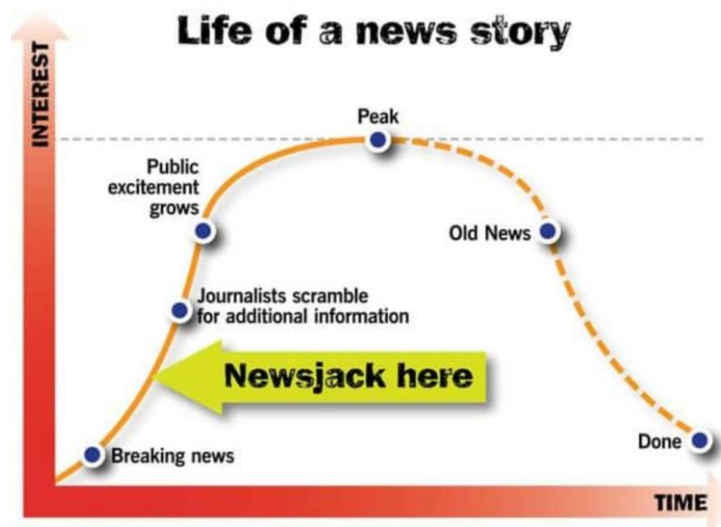 Life of a news story
INTEREST
Peak
Public
excitement
grows
Old News
Journalists scramble
for additional information
Newsjack here
Breaking news
Done
TIME